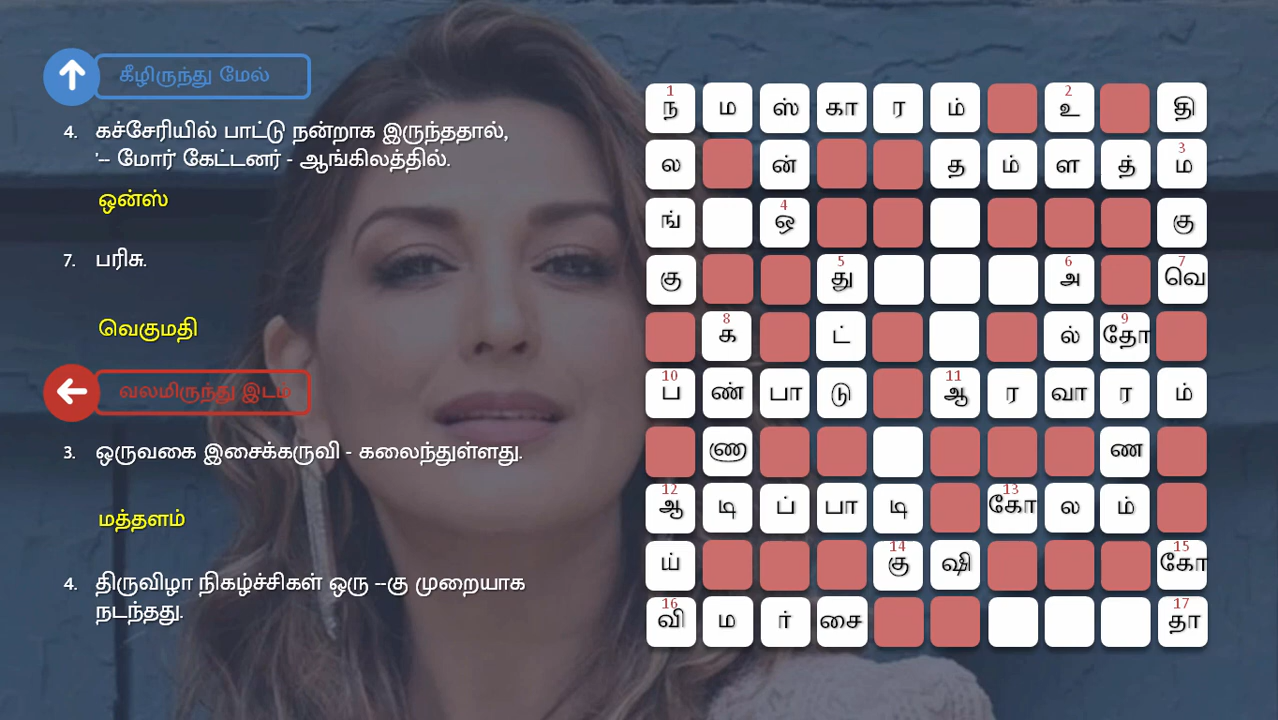 கீழிருந்து மேல்
4. கச்சேரியில் பாட்டு நன்றாக இருந்ததால்,
'-- மோர்' கேட்டனர் - ஆங்கிலத்தில்.
ஒன்ஸ்
7. பரிசு.
வெகுமதி
வலமிருந்து இடம்
3. ஒருவகை இசைக்கருவி - கலைந்துள்ளது.
மத்தளம்
4. திருவிழா நிகழ்ச்சிகள் ஒரு --கு முறையாக
நடந்தது.
1 ந ம ஸ் கா ர ம் 2 உ தி
ல ன் த ம் ள த் 3 ம
ங் 4 ஒ கு
கு 5 து 6 அ 7 வெ
8 க ட் ல் 9 தோ
10 ப ண் பா டு 11 ஆ ர வா ர ம்
ணு ண
12 ஆ டி ப் பா டி 13 கோ ல ம்
ய் 14 கு ஷி 15 கோ
16 வி ம ர் சை 17 தா